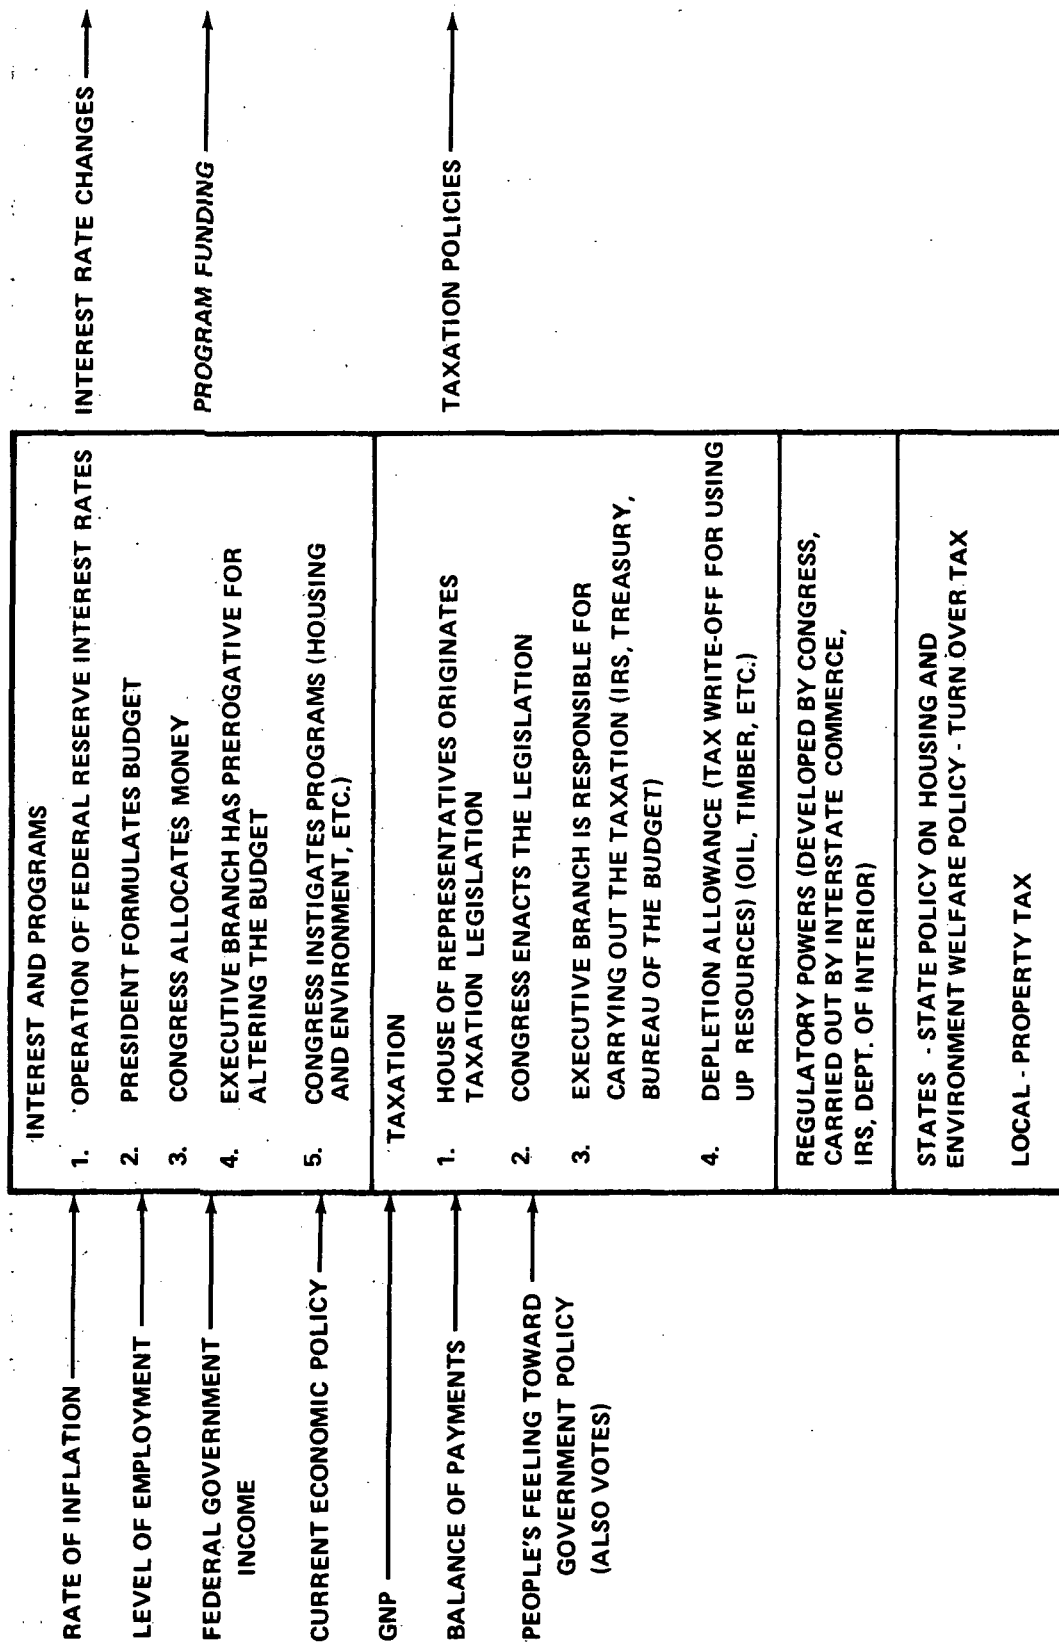 RATE OF INFLATION
LEVEL OF EMPLOYMENT
FEDERAL GOVERNMENT
INCOME
CURRENT ECONOMIC POLICY
GNP
BALANCE OF PAYMENTS
PEOPLE'S FEELING TOWARD
GOVERNMENT POLICY
(ALSO VOTES)
INTEREST AND PROGRAMS
1. OPERATION OF FEDERAL RESERVE INTEREST RATES
2. PRESIDENT FORMULATES BUDGET
3. CONGRESS ALLOCATES MONEY
4. EXECUTIVE BRANCH HAS PREROGATIVE FOR
ALTERING THE BUDGET
5. CONGRESS INSTIGATES PROGRAMS (HOUSING
AND ENVIRONMENT, ETC.)
TAXATION
1. HOUSE OF REPRESENTATIVES ORIGINATES
TAXATION LEGISLATION
2. CONGRESS ENACTS THE LEGISLATION
3. EXECUTIVE BRANCH IS RESPONSIBLE FOR
CARRYING OUT THE TAXATION (IRS, TREASURY,
BUREAU OF THE BUDGET)
4. DEPLETION ALLOWANCE (TAX WRITE-OFF FOR USING
UP RESOURCES) (OIL, TIMBER, ETC.)
REGULATORY POWERS (DEVELOPED BY CONGRESS,
CARRIED OUT BY INTERSTATE COMMERCE,
IRS, DEPT. OF INTERIOR)
STATES - STATE POLICY ON HOUSING AND
ENVIRONMENT WELFARE POLICY - TURN OVER TAX
LOCAL - PROPERTY TAX
INTEREST RATE CHANGES
PROGRAM FUNDING
TAXATION POLICIES